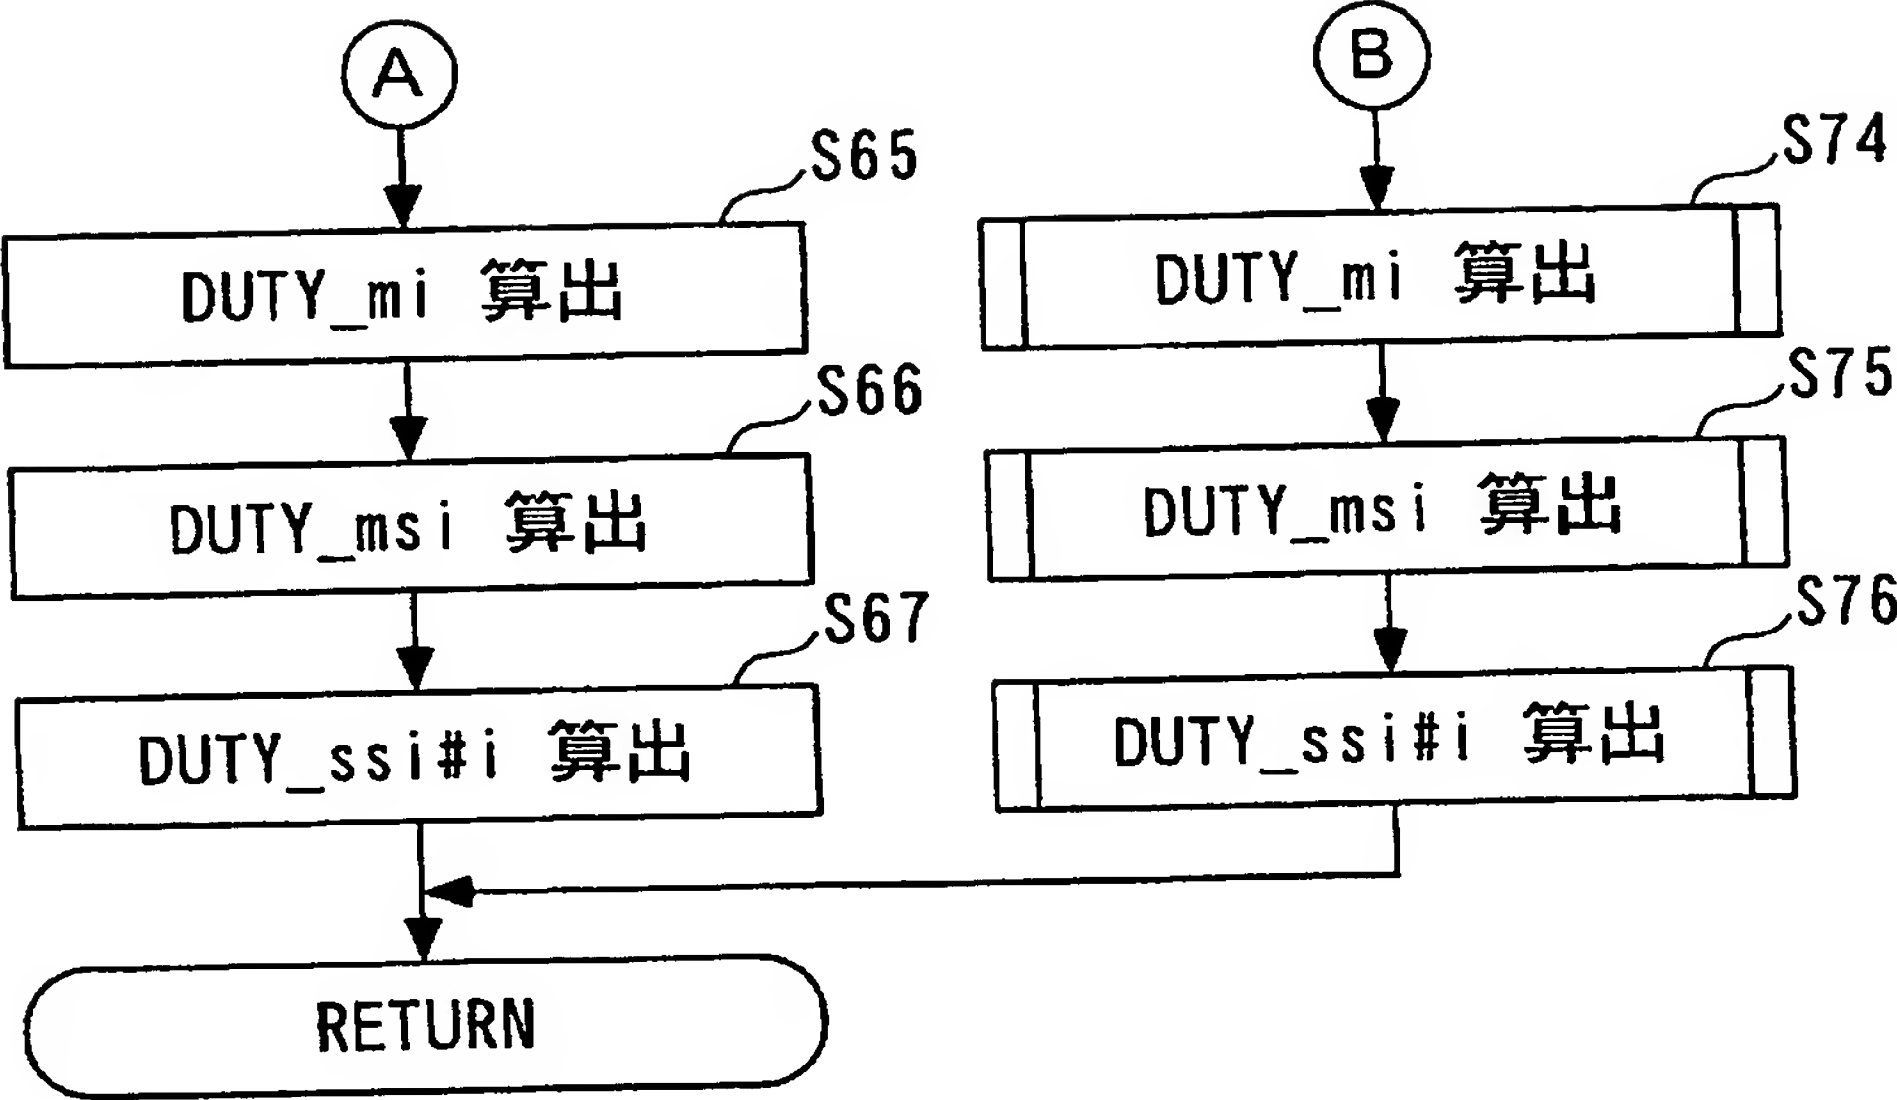 A
S65
DUTY_mi 算出
S66
DUTY_msi 算出
S67
DUTY_ssi#i 算出
RETURN
B
S74
DUTY_mi 算出
S75
DUTY_msi 算出
S76
DUTY_ssi#i 算出